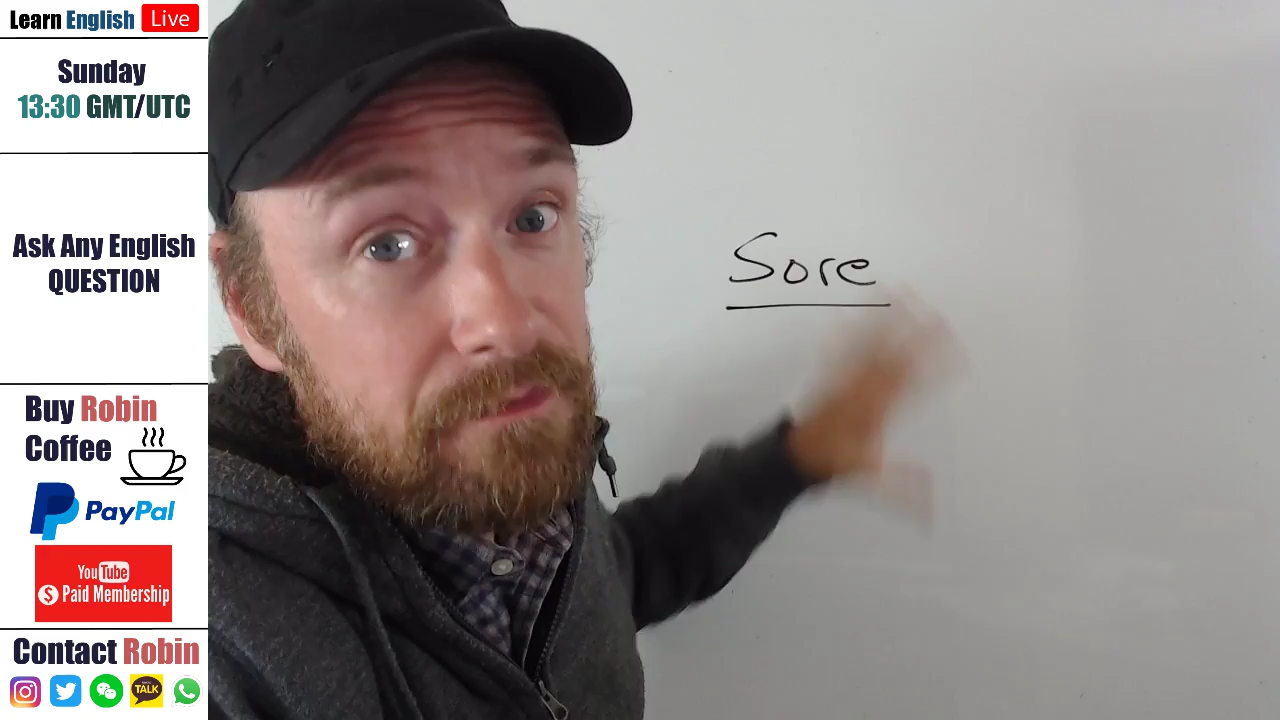 Learn English Live
Sunday
13:30 GMT/UTC
Ask Any English
QUESTION
Buy Robin
Coffee
PayPal
YouTube
$ Paid Membership
Contact Robin
TALK
Sore